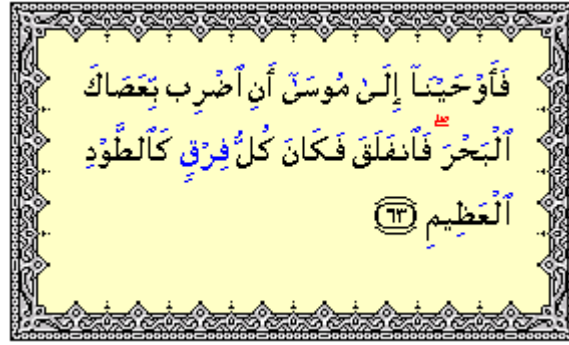 فَأَوْحَيْنَآ إِلَىٰ مُوسَىٰٓ أَنِ ٱضْرِب بِّعَصَاكَ
ٱلْبَحْرَ ۖ فَٱنفَلَقَ فَكَانَ كُلُّ فِرْقٍ كَٱلطَّوْدِ
ٱلْعَظِيمِ ٦٣